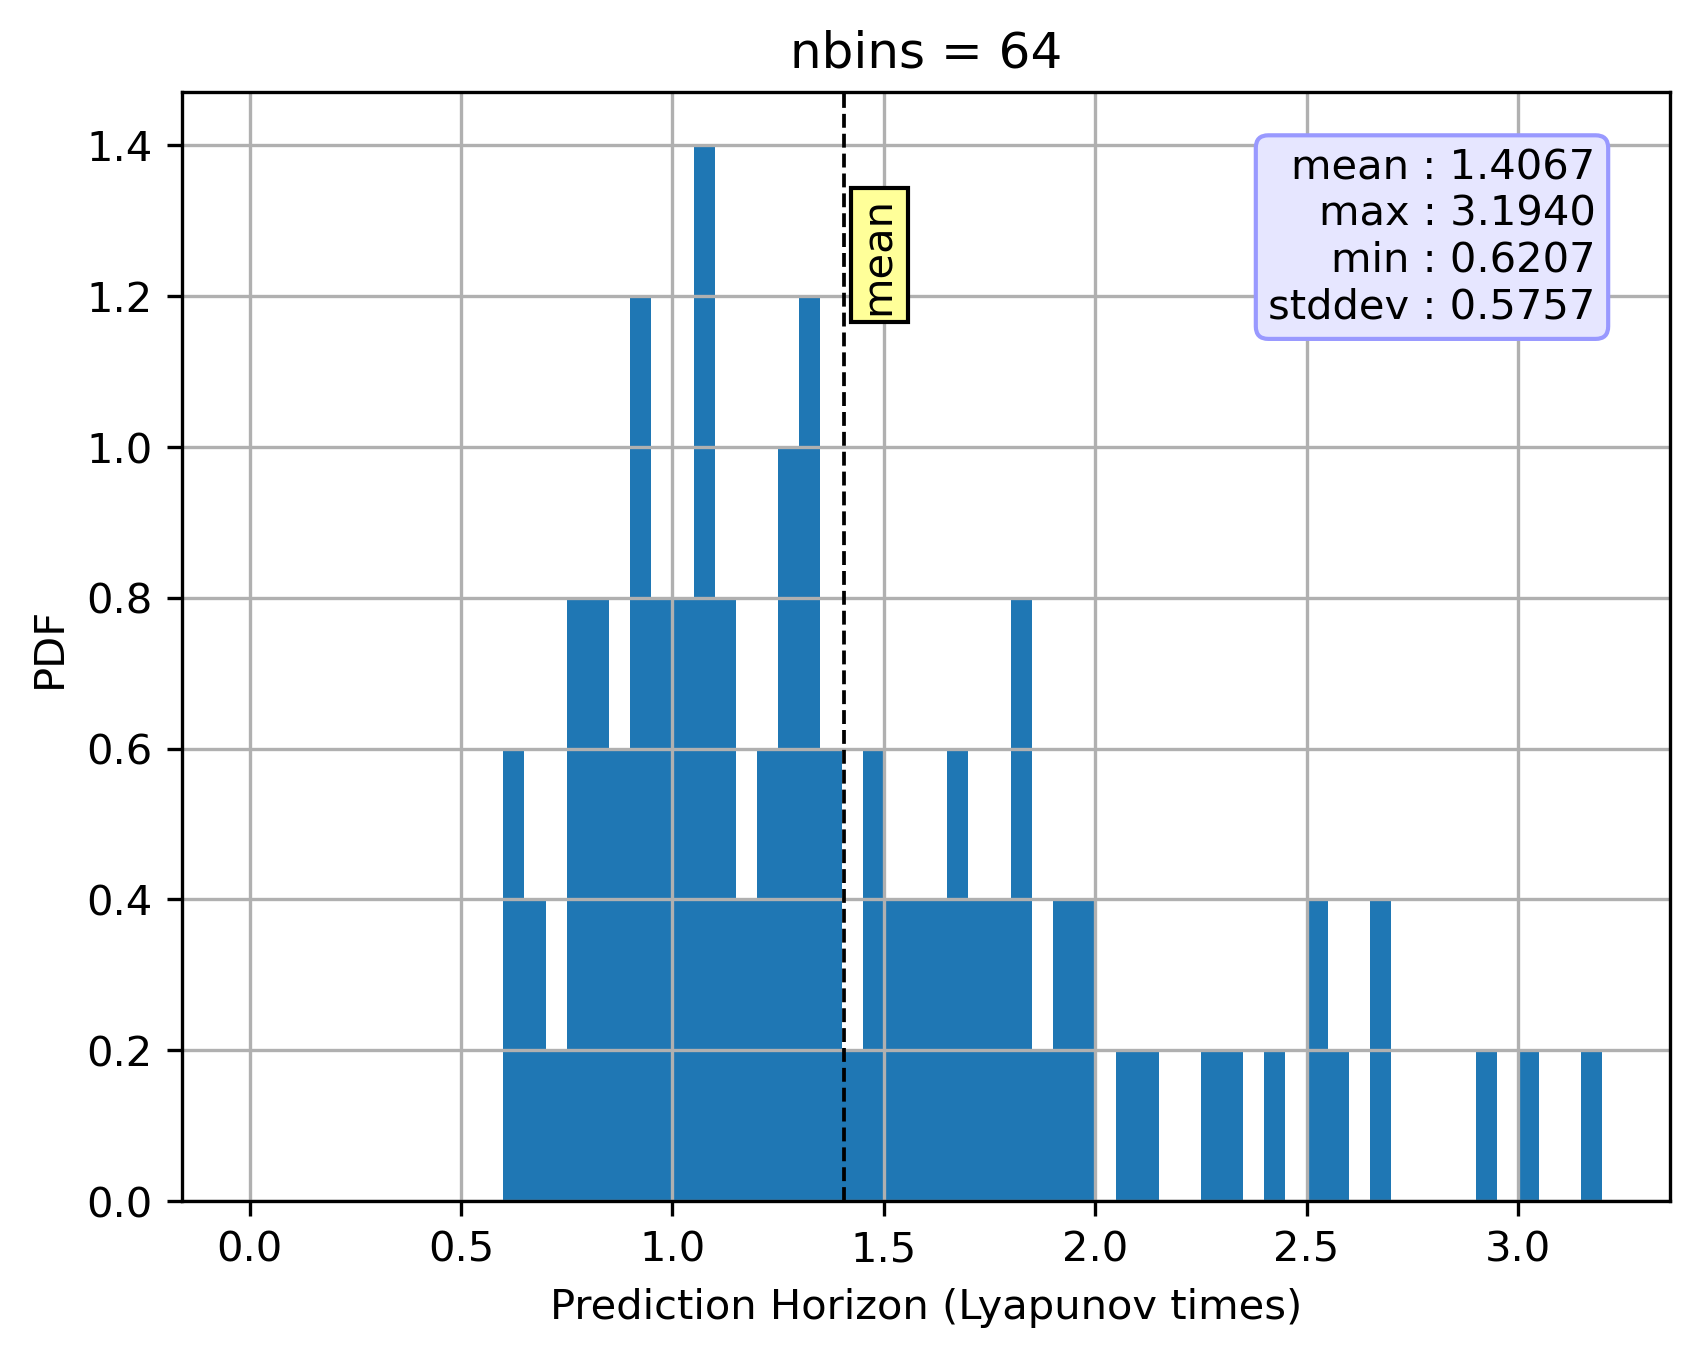 nbins = 64
1.4
1.2
1.0
0.8
0.6
0.4
0.2
0.0
PDF
mean
mean : 1.4067
max : 3.1940
min : 0.6207
stddev : 0.5757
0.0 0.5 1.0 1.5 2.0 2.5 3.0
Prediction Horizon (Lyapunov times)